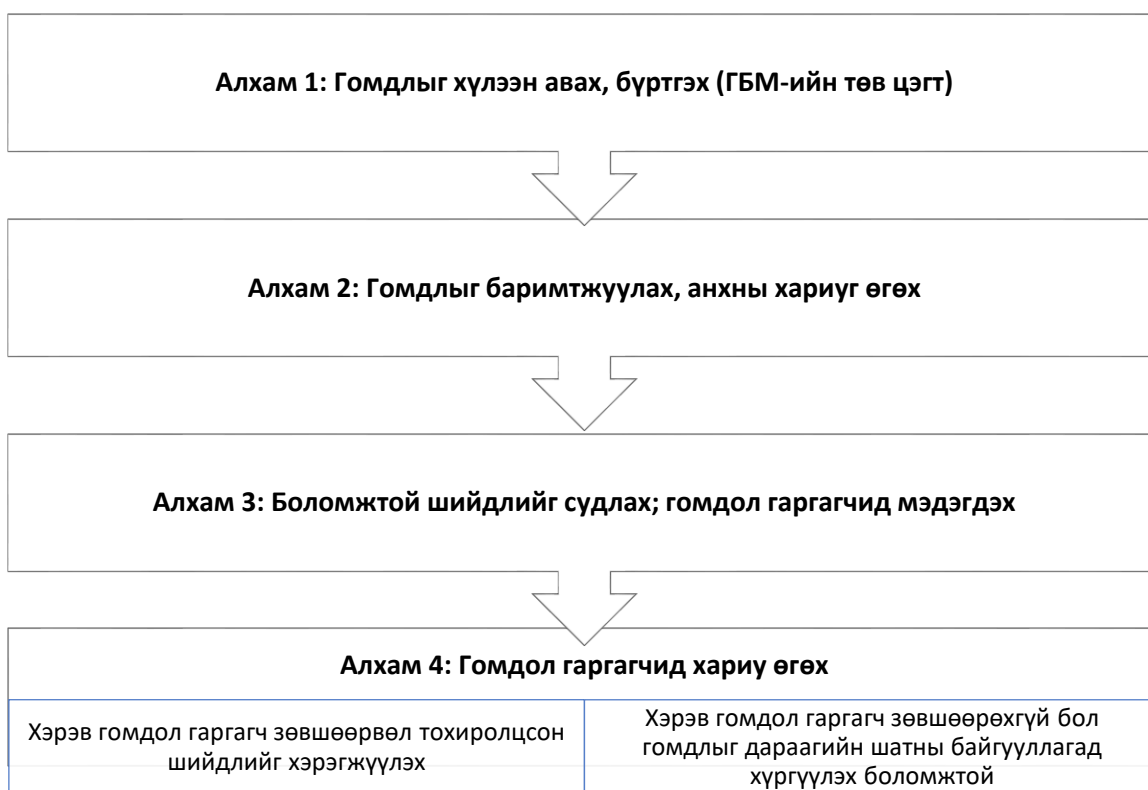 Алхам 1: Гомдлыг хүлээн авах, бүртгэх (ГБМ-ийн төв цэгт)
Алхам 2: Гомдлыг баримтжуулах, анхны хариуг өгөх
Алхам 3: Боломжтой шийдлийг судлах; гомдол гаргагчид мэдэгдэх
Алхам 4: Гомдол гаргагчид хариу өгөх
Хэрэв гомдол гаргагч зөвшөөрвөл тохиролцсон
шийдлийг хэрэгжүүлэх
Хэрэв гомдол гаргагч зөвшөөрөхгүй бол
гомдлыг дараагийн шатны байгууллагад
хүргүүлэх боломжтой